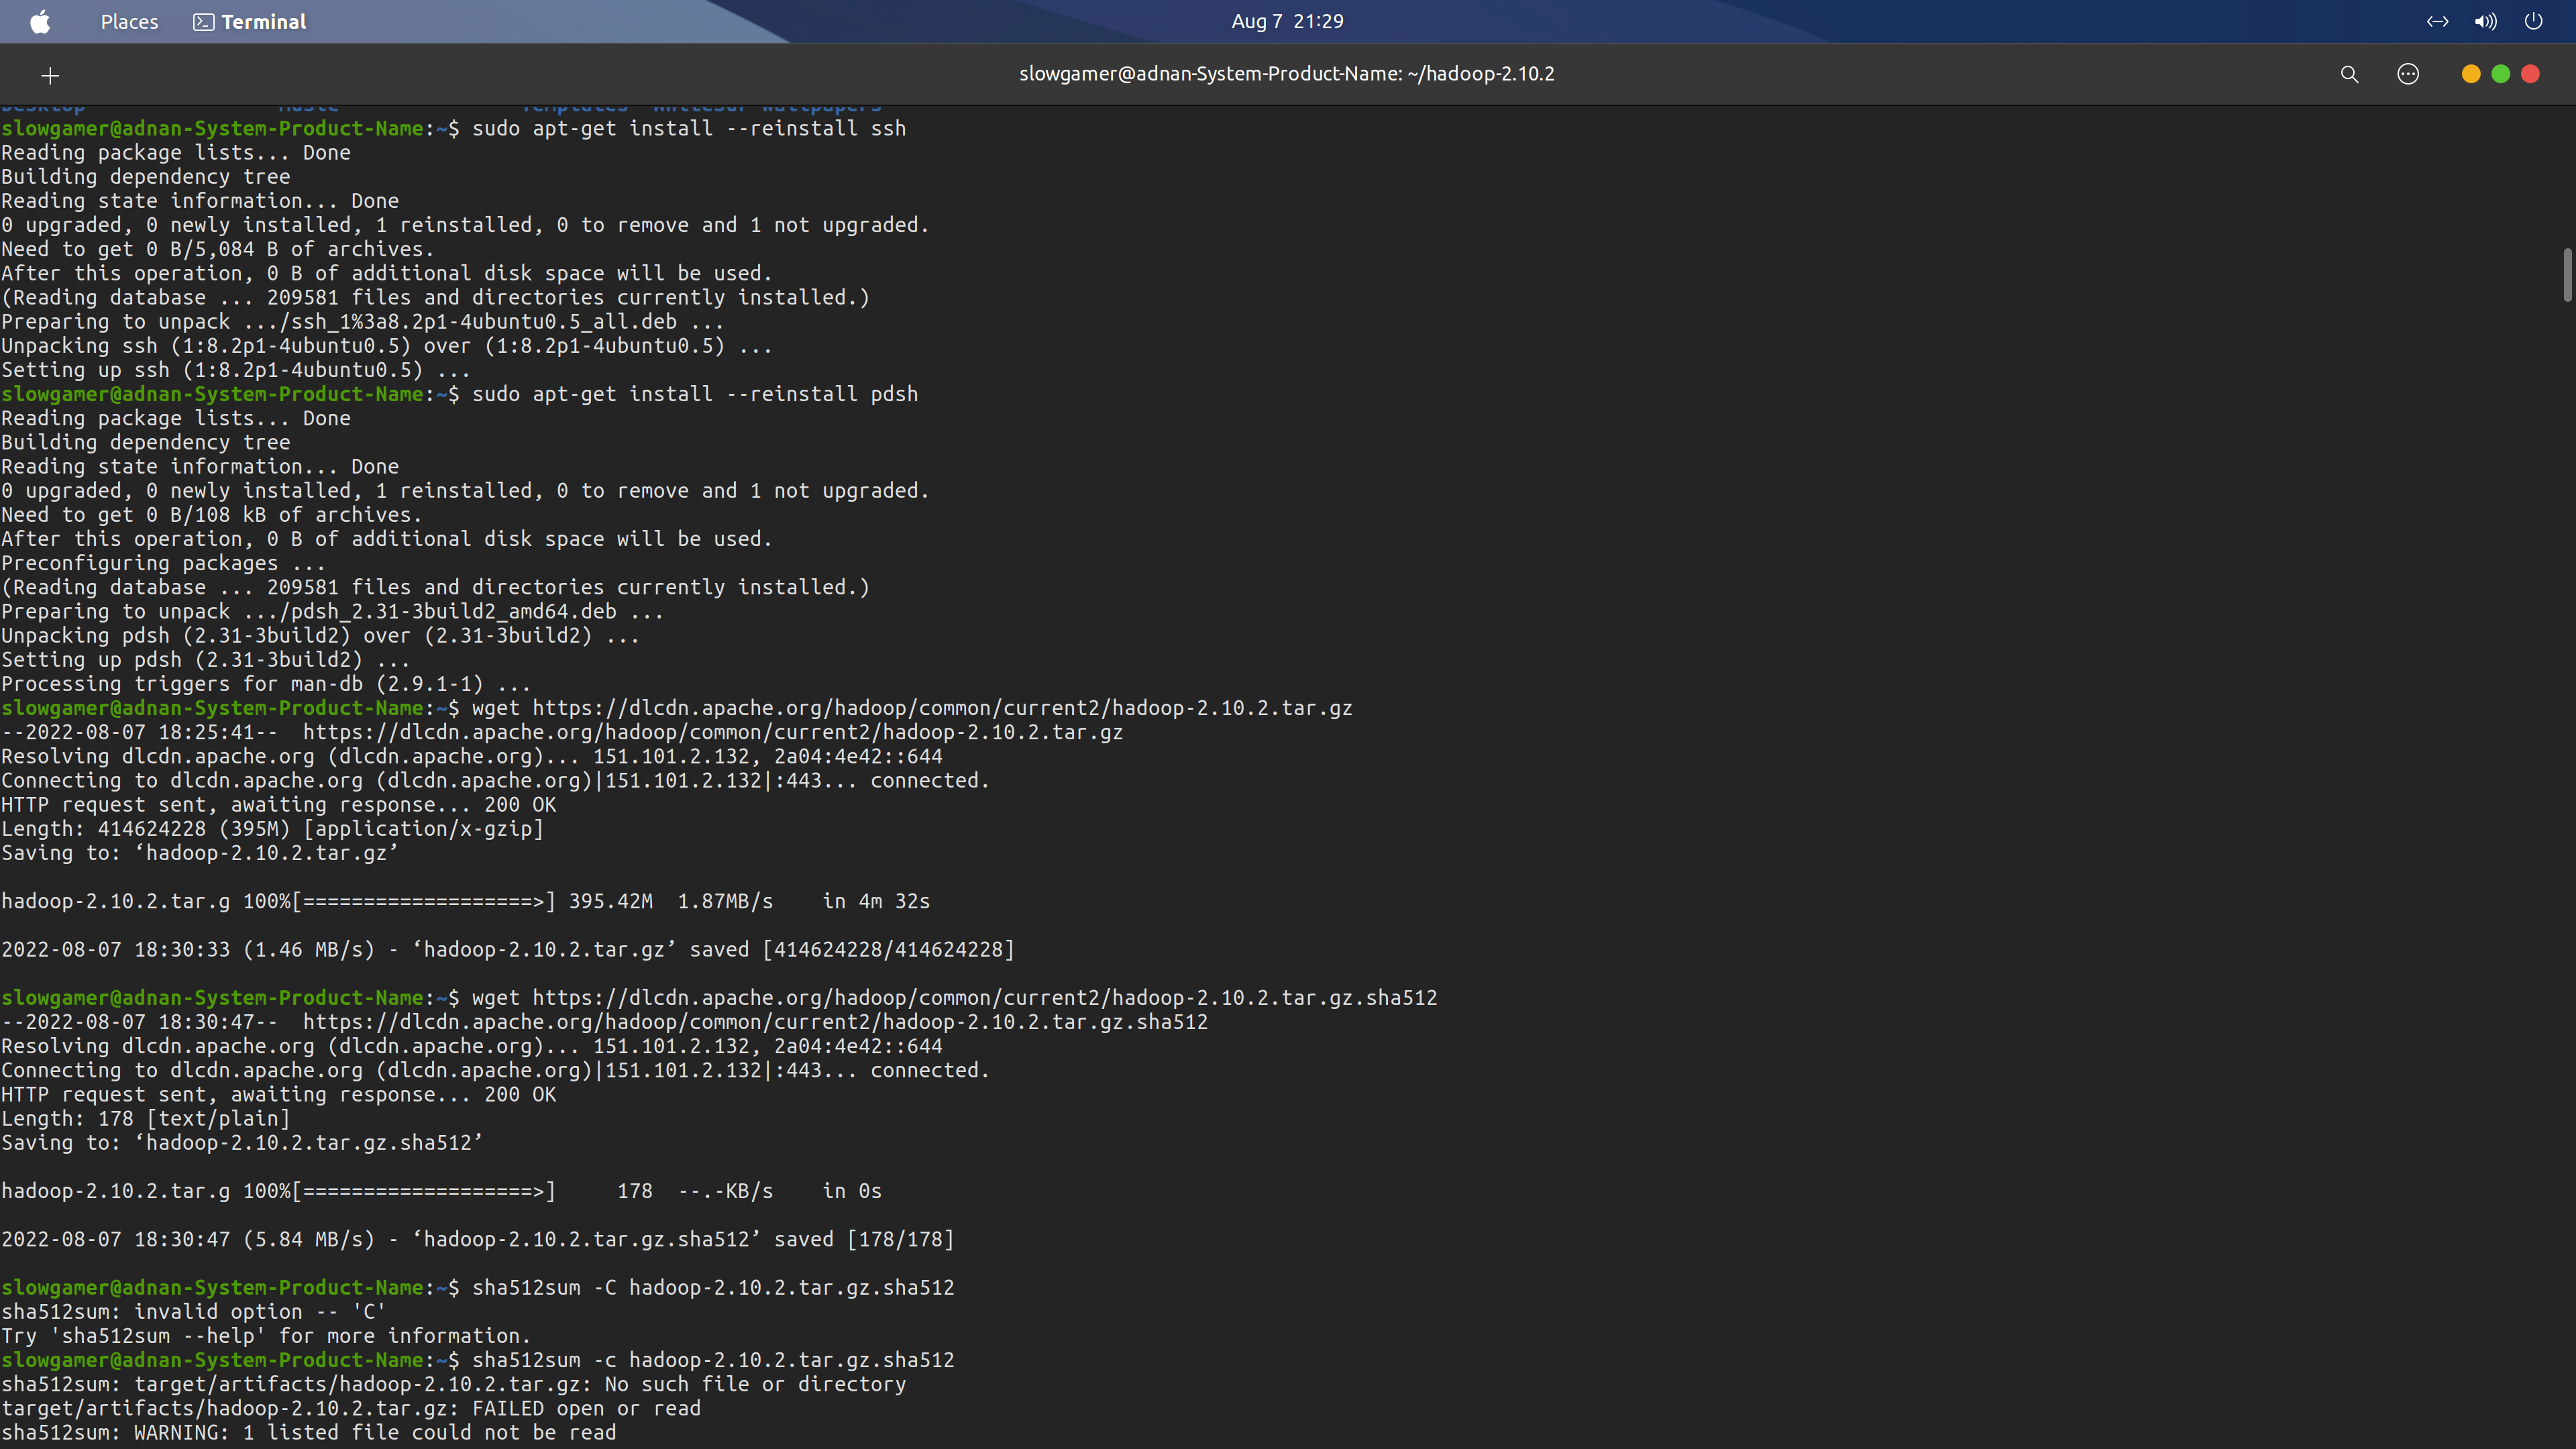 Places
Terminal
Aug 7 21:29
slowgamer@adnan-System-Product-Name: ~/hadoop-2.10.2
slowgamer@adnan-System-Product-Name:~$ sudo apt-get install --reinstall ssh
Reading package lists... Done
Building dependency tree
Reading state information... Done
0 upgraded, 0 newly installed, 1 reinstalled, 0 to remove and 1 not upgraded.
Need to get 0 B/5,084 B of archives.
After this operation, 0 B of additional disk space will be used.
(Reading database ... 209581 files and directories currently installed.)
Preparing to unpack .../ssh_1%3a8.2p1-4ubuntu0.5_all.deb ...
Unpacking ssh (1:8.2p1-4ubuntu0.5) over (1:8.2p1-4ubuntu0.5) ...
Setting up ssh (1:8.2p1-4ubuntu0.5) ...
slowgamer@adnan-System-Product-Name:~$ sudo apt-get install --reinstall pdsh
Reading package lists... Done
Building dependency tree
Reading state information... Done
0 upgraded, 0 newly installed, 1 reinstalled, 0 to remove and 1 not upgraded.
Need to get 0 B/108 kB of archives.
After this operation, 0 B of additional disk space will be used.
Preconfiguring packages ...
(Reading database ... 209581 files and directories currently installed.)
Preparing to unpack .../pdsh_2.31-3build2_amd64.deb ...
Unpacking pdsh (2.31-3build2) over (2.31-3build2) ...
Setting up pdsh (2.31-3build2) ...
Processing triggers for man-db (2.9.1-1) ...
slowgamer@adnan-System-Product-Name:~$ wget https://dlcdn.apache.org/hadoop/common/current2/hadoop-2.10.2.tar.gz
--2022-08-07 18:25:41--  https://dlcdn.apache.org/hadoop/common/current2/hadoop-2.10.2.tar.gz
Resolving dlcdn.apache.org (dlcdn.apache.org)... 151.101.2.132, 2a04:4e42::644
Connecting to dlcdn.apache.org (dlcdn.apache.org)|151.101.2.132|:443... connected.
HTTP request sent, awaiting response... 200 OK
Length: 414624228 (395M) [application/x-gzip]
Saving to: ‘hadoop-2.10.2.tar.gz’
hadoop-2.10.2.tar.g 100%[===================>] 395.42M  1.87MB/s    in 4m 32s
2022-08-07 18:30:33 (1.46 MB/s) - ‘hadoop-2.10.2.tar.gz’ saved [414624228/414624228]
slowgamer@adnan-System-Product-Name:~$ wget https://dlcdn.apache.org/hadoop/common/current2/hadoop-2.10.2.tar.gz.sha512
--2022-08-07 18:30:47--  https://dlcdn.apache.org/hadoop/common/current2/hadoop-2.10.2.tar.gz.sha512
Resolving dlcdn.apache.org (dlcdn.apache.org)... 151.101.2.132, 2a04:4e42::644
Connecting to dlcdn.apache.org (dlcdn.apache.org)|151.101.2.132|:443... connected.
HTTP request sent, awaiting response... 200 OK
Length: 178 [text/plain]
Saving to: ‘hadoop-2.10.2.tar.gz.sha512’
hadoop-2.10.2.tar.g 100%[===================>]     178  --.-KB/s    in 0s
2022-08-07 18:30:47 (5.84 MB/s) - ‘hadoop-2.10.2.tar.gz.sha512’ saved [178/178]
slowgamer@adnan-System-Product-Name:~$ sha512sum -C hadoop-2.10.2.tar.gz.sha512
sha512sum: invalid option -- 'C'
Try 'sha512sum --help' for more information.
slowgamer@adnan-System-Product-Name:~$ sha512sum -c hadoop-2.10.2.tar.gz.sha512
sha512sum: target/artifacts/hadoop-2.10.2.tar.gz: No such file or directory
target/artifacts/hadoop-2.10.2.tar.gz: FAILED open or read
sha512sum: WARNING: 1 listed file could not be read